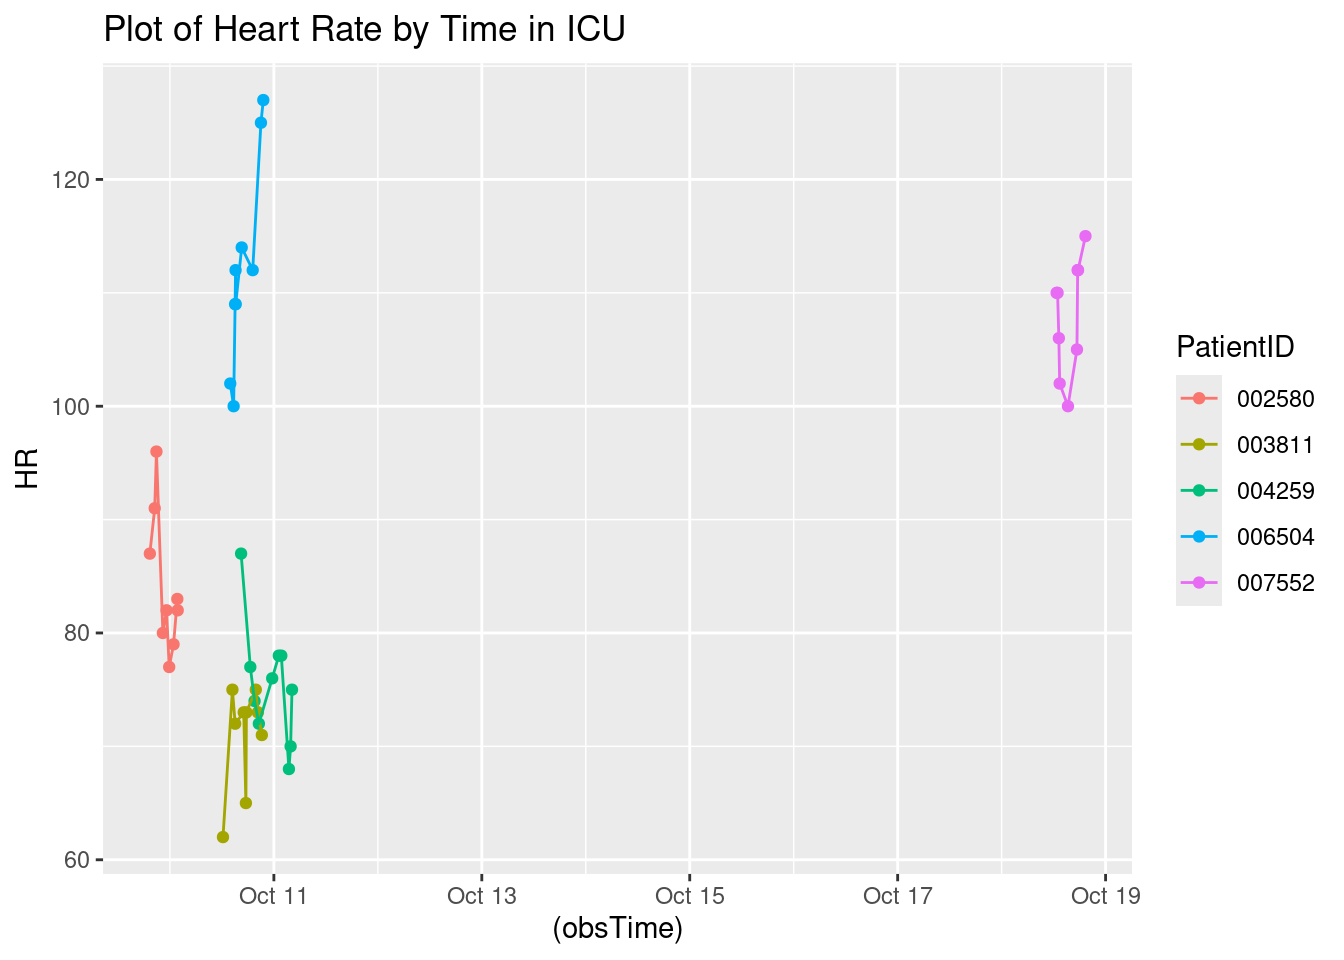 Plot of Heart Rate by Time in ICU
120
100
80
60
HR
Oct 11
Oct 13
Oct 15
Oct 17
Oct 19
(obsTime)
PatientID
002580
003811
004259
006504
007552